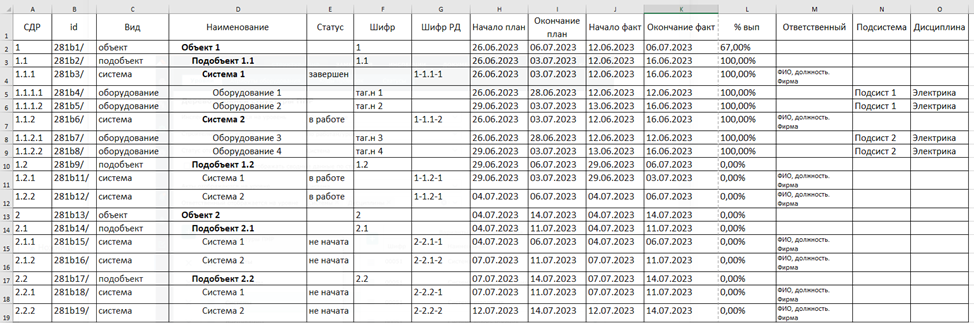 A B C D E F G H I J K L M N O
1 СДР id Вид Наименование Статус Шифр Шифр РД Начало план Окончание план Начало факт Окончание факт % вып Ответственный Подсистема Дисциплина
2 1 281b1/ объект Объект 1 1 26.06.2023 06.07.2023 12.06.2023 06.07.2023 67,00%
3 1.1 281b2/ подобъект Подобъект 1.1 1.1 26.06.2023 03.07.2023 12.06.2023 16.06.2023 100,00%
4 1.1.1 281b3/ система Система 1 завершен 1-1.1-1 26.06.2023 03.07.2023 12.06.2023 16.06.2023 100,00% ФИО, должность. Фирма
5 1.1.1.1 281b4/ оборудование Оборудование 1 таг.н 1 26.06.2023 28.06.2023 12.06.2023 12.06.2023 100,00% Подсист 1 Электрика
6 1.1.1.2 281b5/ оборудование Оборудование 2 таг.н 2 29.06.2023 03.07.2023 13.06.2023 16.06.2023 100,00% Подсист 1 Электрика
7 1.1.2 281b6/ система Система 2 в работе 1-1.1-2 26.06.2023 03.07.2023 12.06.2023 16.06.2023 100,00% ФИО, должность. Фирма
8 1.1.2.1 281b7/ оборудование Оборудование 3 таг.н 3 26.06.2023 28.06.2023 12.06.2023 12.06.2023 100,00% Подсист 2 Электрика
9 1.1.2.2 281b8/ оборудование Оборудование 4 таг.н 4 29.06.2023 03.07.2023 13.06.2023 16.06.2023 100,00% Подсист 2 Электрика
10 1.2 281b9/ подобъект Подобъект 1.2 1.2 29.06.2023 06.07.2023 29.06.2023 06.07.2023 0,00%
11 1.2.1 281b11/ система Система 1 в работе 1-1.2-1 29.06.2023 03.07.2023 29.06.2023 03.07.2023 0,00% ФИО, должность. Фирма
12 1.2.2 281b12/ система Система 2 в работе 1-1.2-1 04.07.2023 06.07.2023 04.07.2023 06.07.2023 0,00% ФИО, должность. Фирма
13 2 281b13/ объект Объект 2 2 04.07.2023 14.07.2023 04.07.2023 14.07.2023 0,00%
14 2.1 281b14/ подобъект Подобъект 2.1 2.1 04.07.2023 11.07.2023 04.07.2023 11.07.2023 0,00%
15 2.1.1 281b15/ система Система 1 не начата 2-2.1-1 04.07.2023 06.07.2023 04.07.2023 06.07.2023 0,00% ФИО, должность. Фирма
16 2.1.2 281b16/ система Система 2 не начата 2-2.1-2 07.07.2023 11.07.2023 07.07.2023 11.07.2023 0,00% ФИО, должность. Фирма
17 2.2 281b17/ подобъект Подобъект 2.2 2.2 07.07.2023 14.07.2023 07.07.2023 14.07.2023 0,00%
18 2.2.1 281b18/ система Система 1 не начата 2-2.2-1 07.07.2023 11.07.2023 07.07.2023 11.07.2023 0,00% ФИО, должность. Фирма
19 2.2.2 281b19/ система Система 2 не начата 2-2.2-2 12.07.2023 14.07.2023 12.07.2023 14.07.2023 0,00% ФИО, должность. Фирма